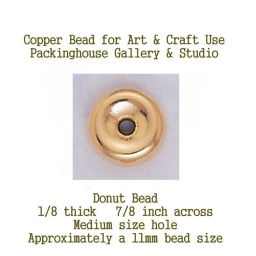 Copper Bead for Art & Craft Use
Packinghouse Gallery & Studio
Donut Bead
1/8 thick 7/8 inch across
Medium size hole
Approximately a 11mm bead size